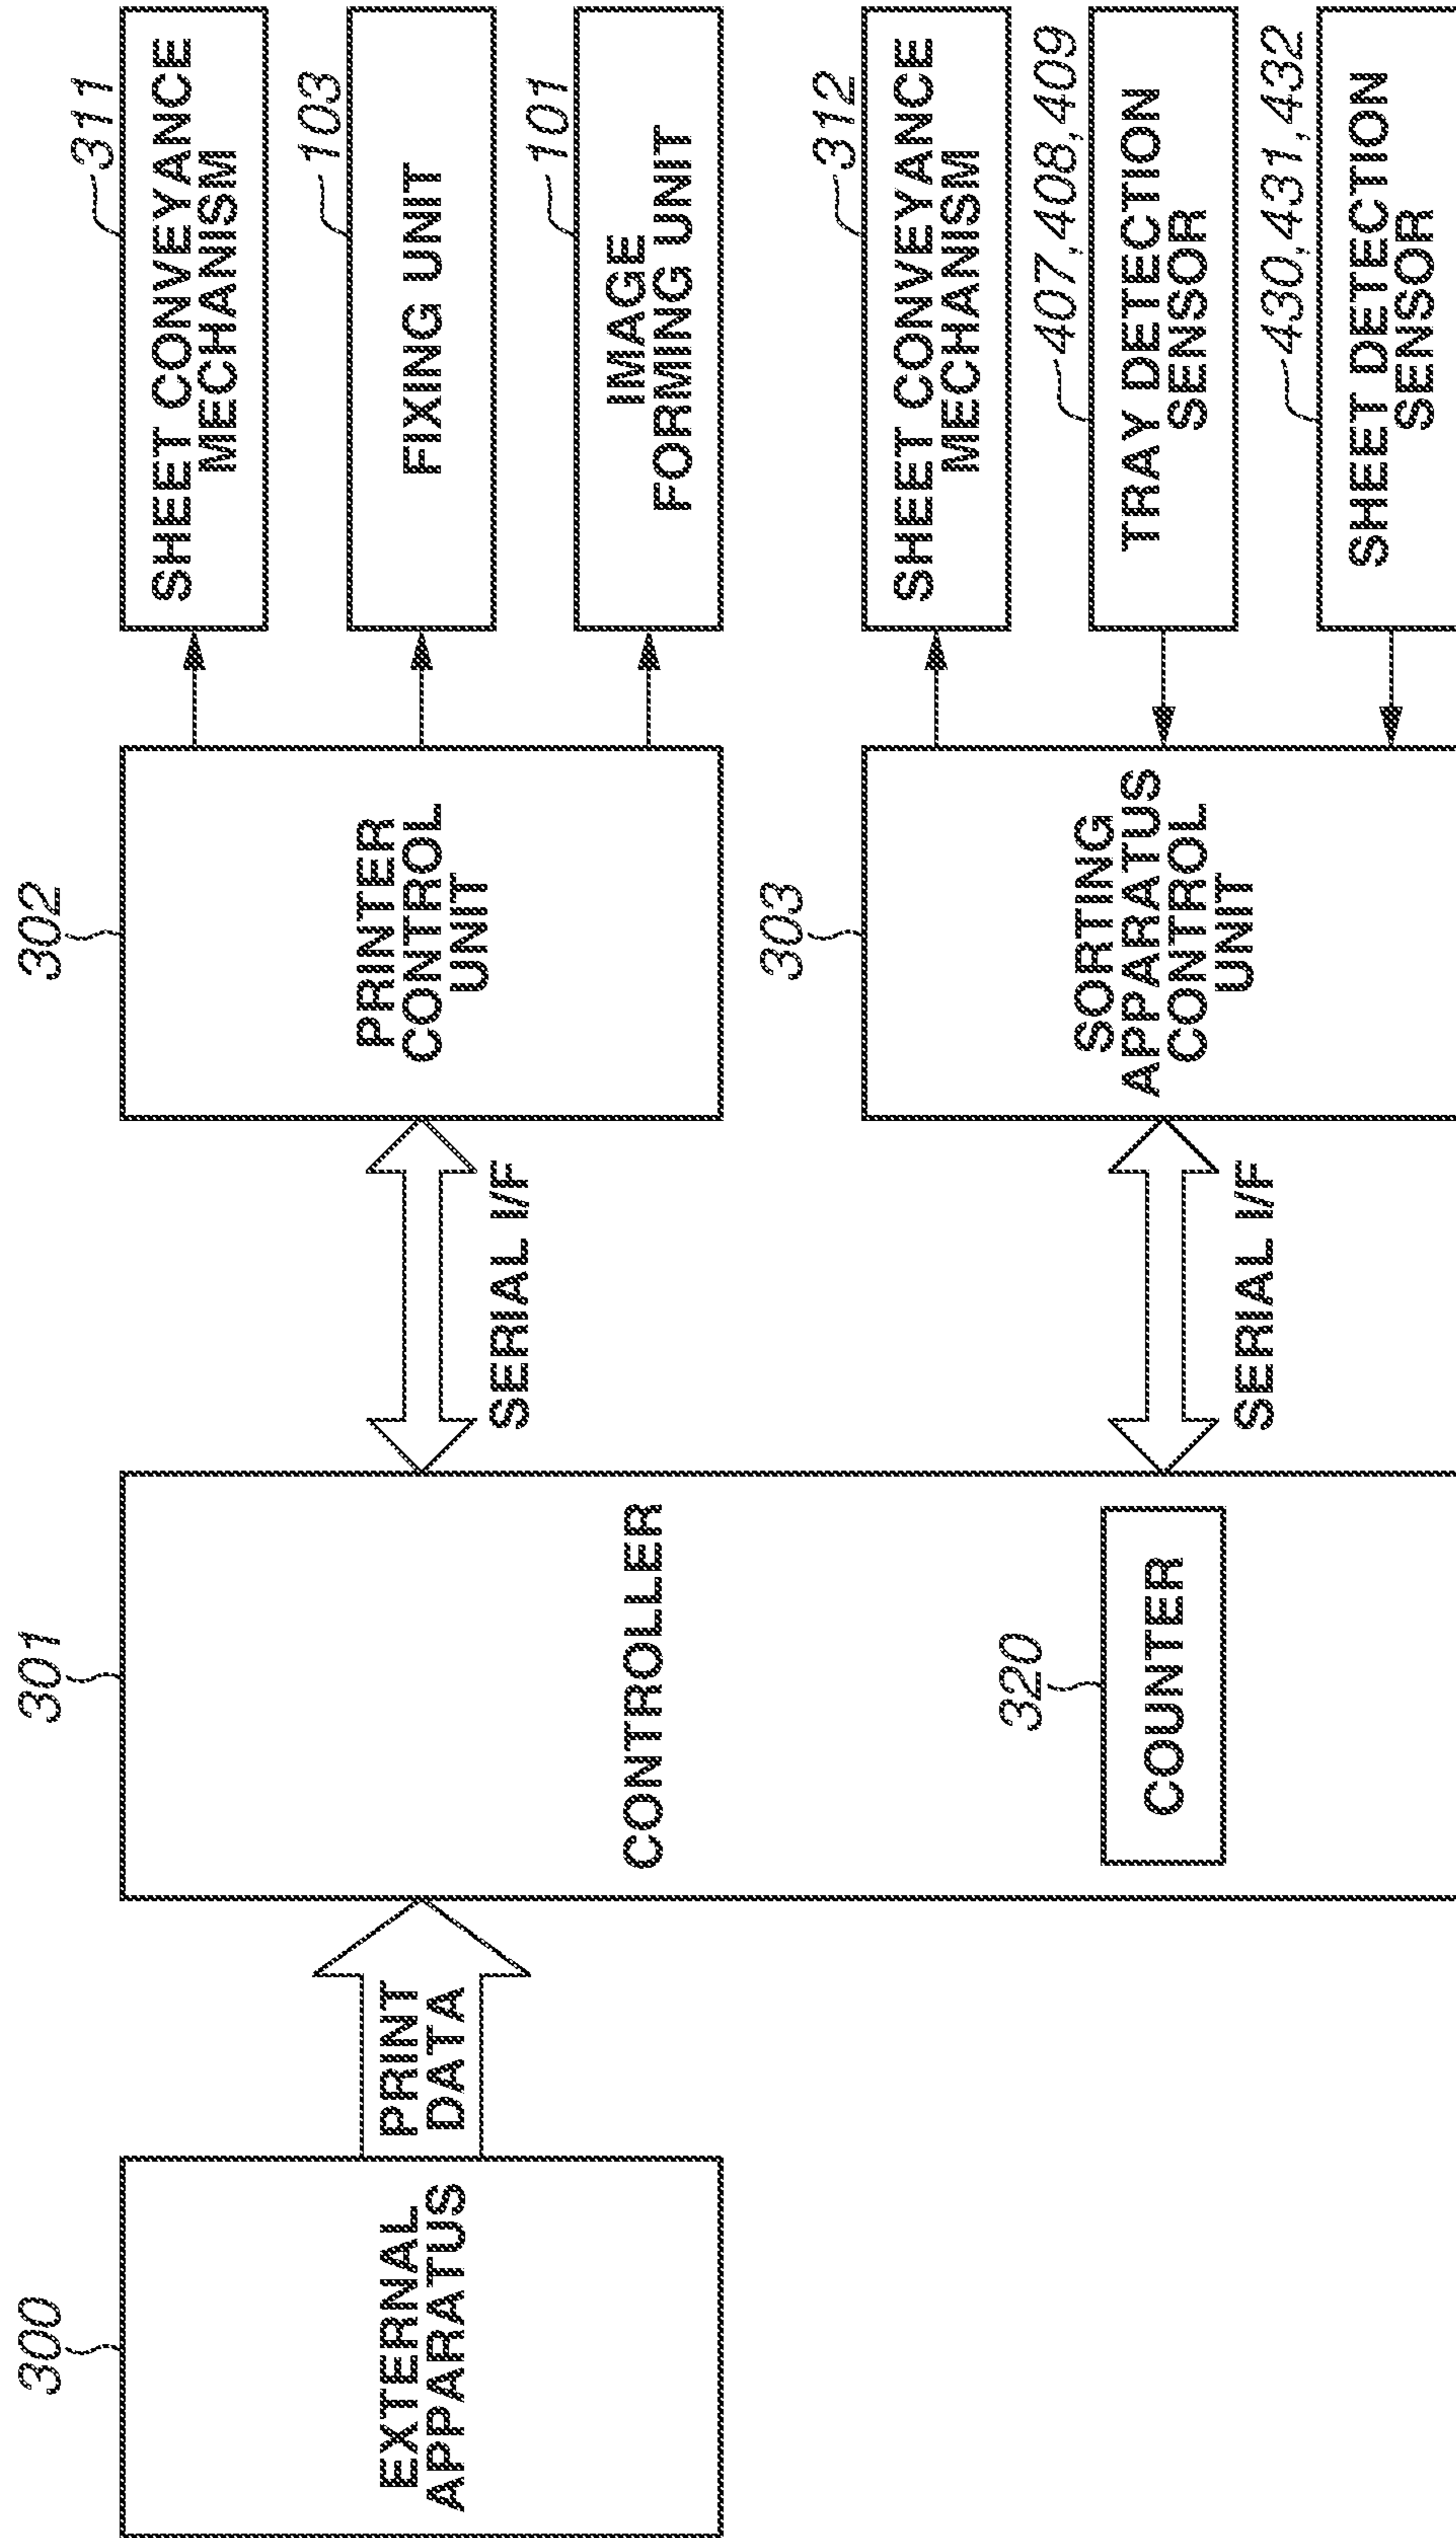 300
EXTERNAL
APPARATUS
PRINT
DATA
301
CONTROLLER
320
COUNTER
SERIAL I/F
SERIAL I/F
302
PRINTER
CONTROL
UNIT
303
SORTING
APPARATUS
CONTROL
UNIT
311
SHEET CONVEYANCE
MECHANISM
103
FIXING UNIT
101
IMAGE
FORMING UNIT
312
SHEET CONVEYANCE
MECHANISM
407,408,409
TRAY DETECTION
SENSOR
430,431,432
SHEET DETECTION
SENSOR